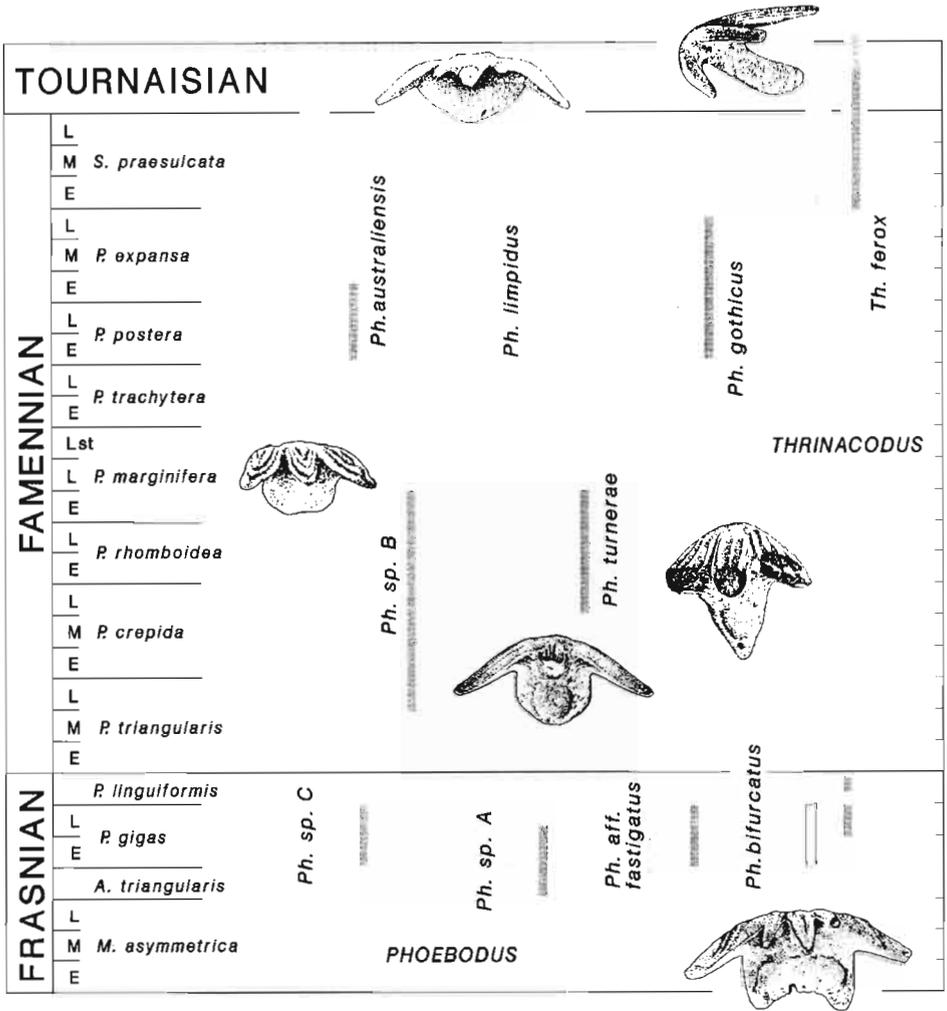 TOURNAISIAN
FAMENNIAN
L
M S. praesulcata
E
L
M P. expansa
E
L
E P. postera
L
E P. trachytera
Lst
L P. marginifera
E
L
E P. rhomboidea
L
M P. crepida
E
L
M P. triangularis
E
Ph. australiensis
Ph. limpidus
Ph. gothicus
Th. ferox
THRINACODUS
Ph. sp. B
Ph. turnerae
FRASNIAN
P. linguiformis
L
E P. gigas
A. triangularis
L
M M. asymmetrica
E
Ph. sp. C
Ph. sp. A
Ph. aff.
fastigatus
Ph. bifurcatus
PHOEBODUS